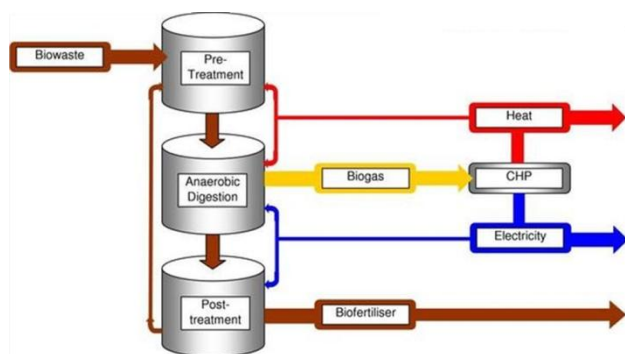 Biowaste
Pre-
Treatment
Heat
Anaerobic
Digestion
Biogas
CHP
Electricity
Post-
treatment
Biofertiliser